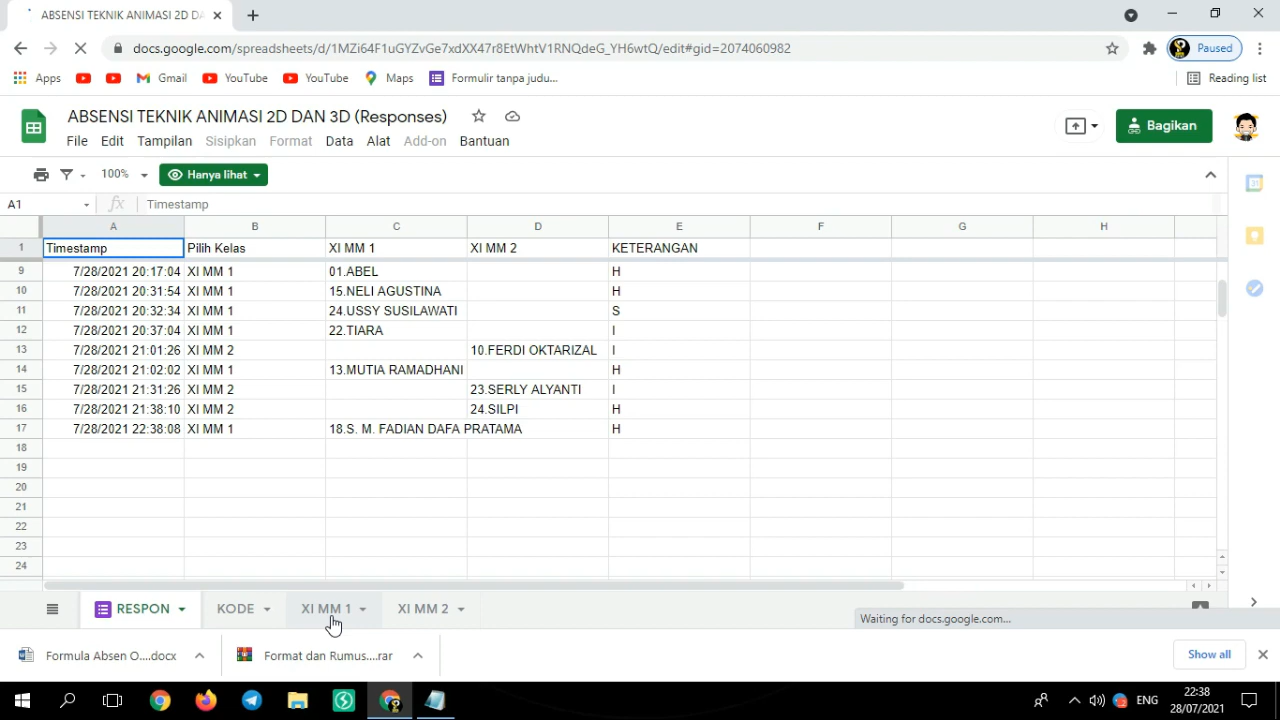 ABSENSI TEKNIK ANIMASI 2D DA
Paused
docs.google.com/spreadsheets/d/1MZi64F1uGYZvGe7xdXX47r8EtWhtV1RNQdeG_YH6wtQ/edit#gid=2074060982
Apps Gmail YouTube YouTube Maps Formulir tanpa judu... Reading list
ABSENSI TEKNIK ANIMASI 2D DAN 3D (Responses)
File Edit Tampilan Sisipkan Format Data Alat Add-on Bantuan
Bagikan
100% Hanya lihat
A1 fx Timestamp
A B C D E F G H
1 Timestamp Pilih Kelas XI MM 1 XI MM 2 KETERANGAN
9 7/28/2021 20:17:04 XI MM 1 01.ABEL H
10 7/28/2021 20:31:54 XI MM 1 15.NELI AGUSTINA H
11 7/28/2021 20:32:34 XI MM 1 24.USSY SUSILAWATI S
12 7/28/2021 20:37:04 XI MM 1 22.TIARA I
13 7/28/2021 21:01:26 XI MM 2 10.FERDI OKTARIZAL I
14 7/28/2021 21:02:02 XI MM 1 13.MUTIA RAMADHANI H
15 7/28/2021 21:31:26 XI MM 2 23.SERLY ALYANTI I
16 7/28/2021 21:38:10 XI MM 2 24.SILPI H
17 7/28/2021 22:38:08 XI MM 1 18.S. M. FADIAN DAFA PRATAMA H
18
19
20
21
22
23
24
RESPON KODE XI MM 1 XI MM 2
Waiting for docs.google.com...
Formula Absen O....docx Format dan Rumus....rar Show all
ENG
22:38
28/07/2021